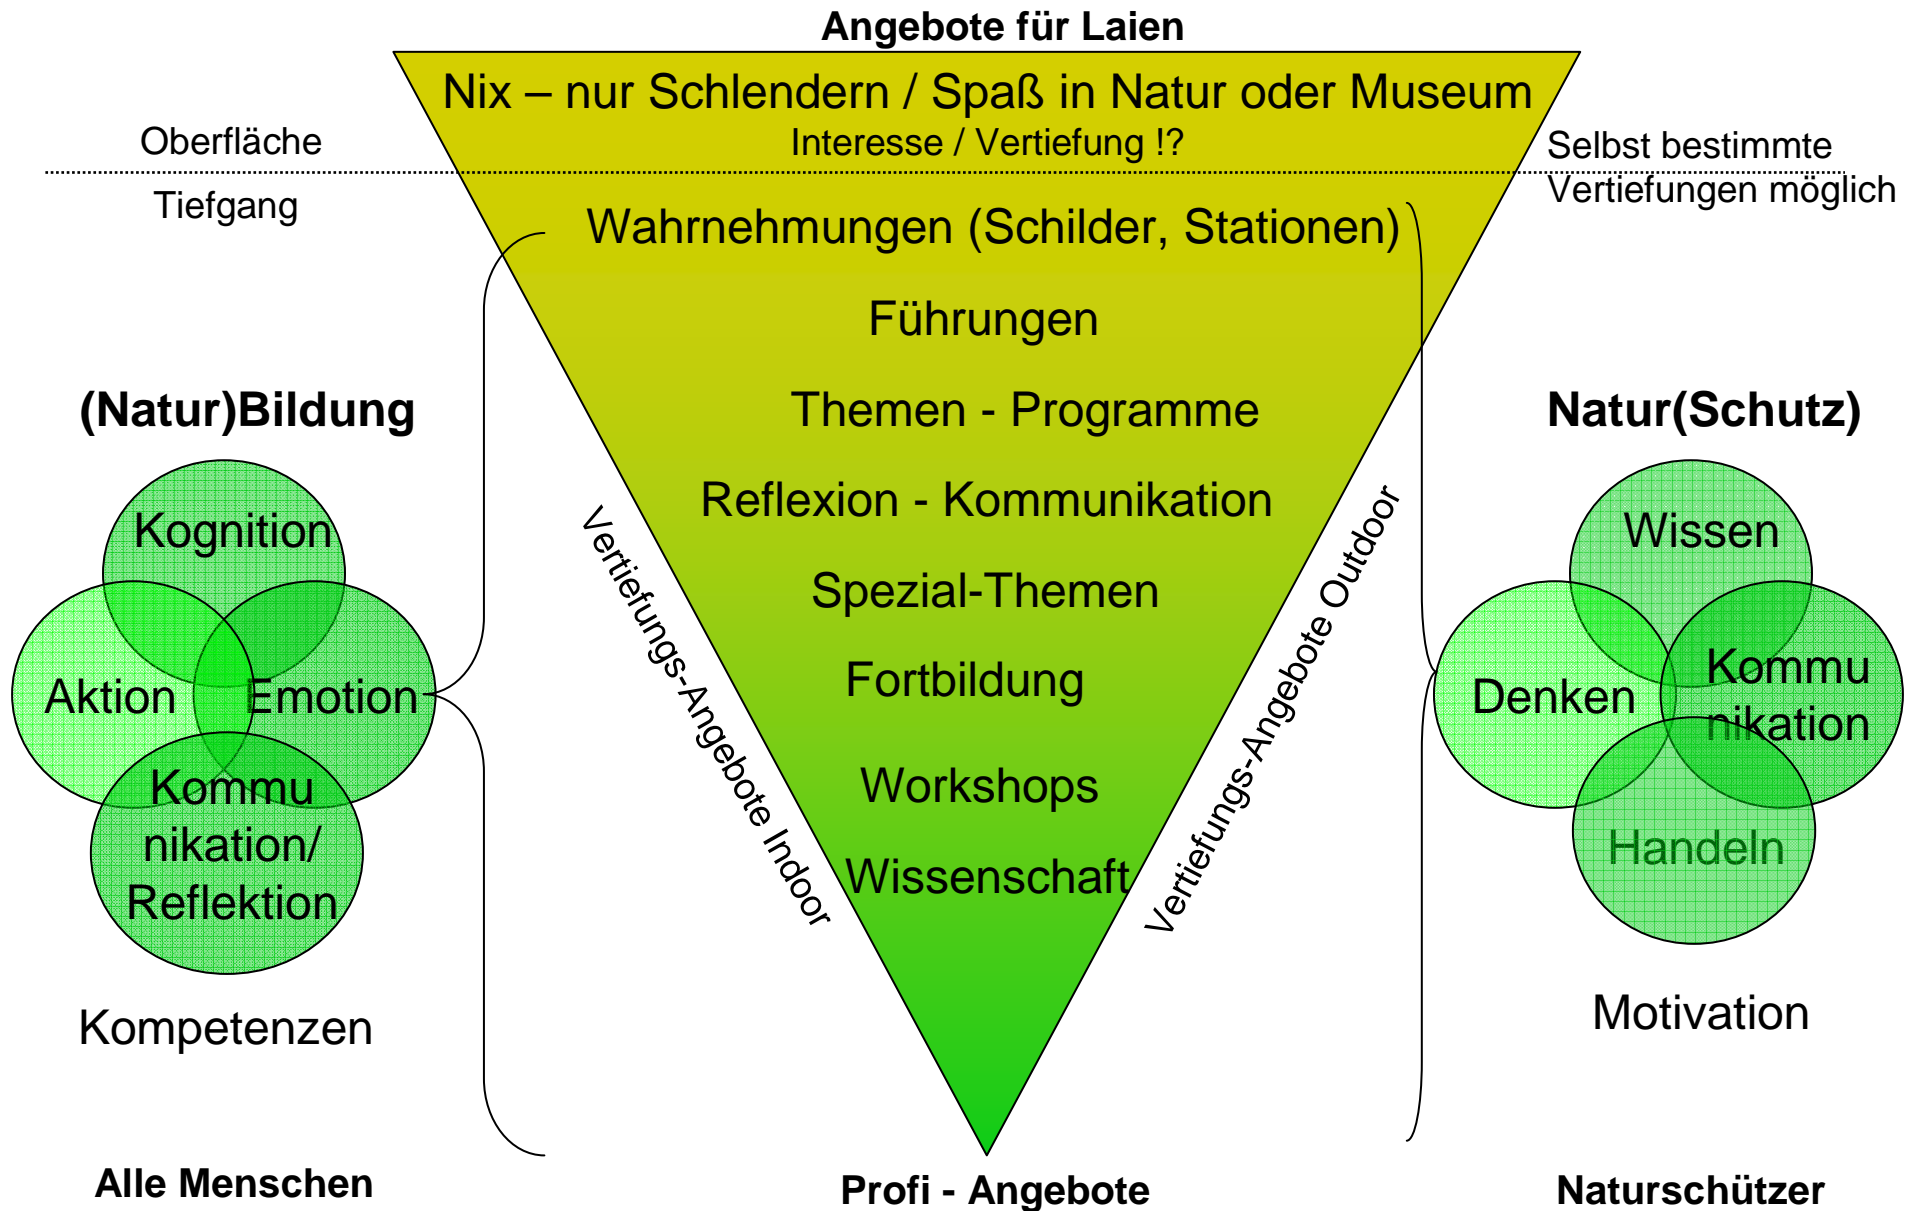 Angebote für Laien
Nix – nur Schlendern / Spaß in Natur oder Museum
Interesse / Vertiefung !?
Oberfläche
Tiefgang
Selbst bestimmte
Vertiefungen möglich
Wahrnehmungen (Schilder, Stationen)
Führungen
Themen - Programme
Reflexion - Kommunikation
Spezial-Themen
Fortbildung
Workshops
Wissenschaft
Vertiefungs-Angebote Indoor
Vertiefungs-Angebote Outdoor
(Natur)Bildung
Kognition
Aktion
Emotion
Kommu
nikation/
Reflektion
Kompetenzen
Alle Menschen
Profi - Angebote
Natur(Schutz)
Wissen
Denken
Kommu
nikation
Handeln
Motivation
Naturschützer